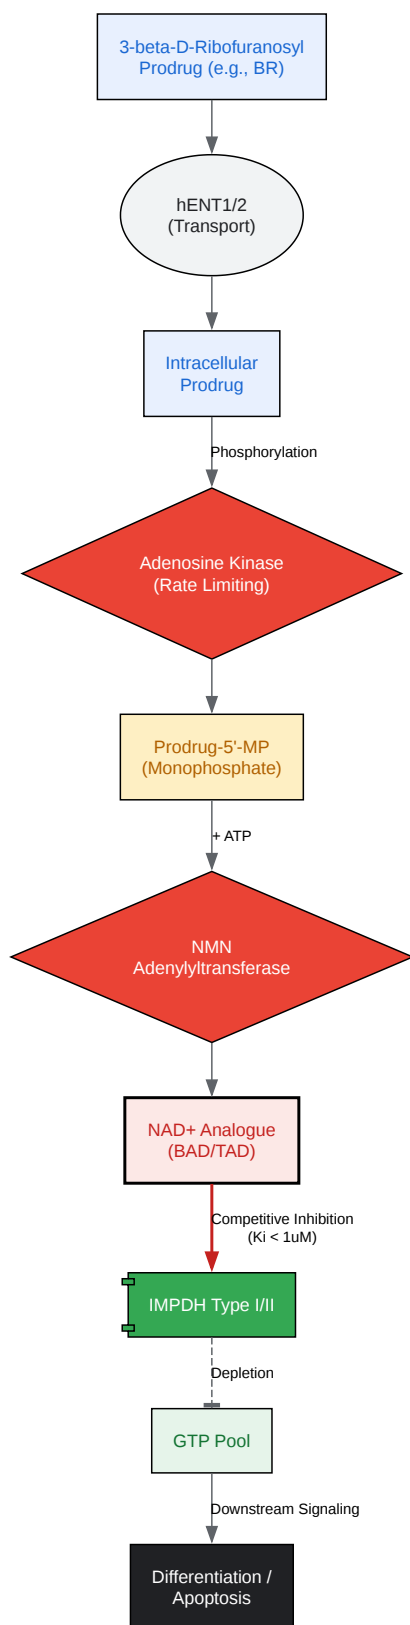 3-beta-D-Ribofuranosyl
Prodrug (e.g., BR)
hENT1/2
(Transport)
Intracellular
Prodrug
Phosphorylation
Adenosine Kinase
(Rate Limiting)
Prodrug-5'-MP
(Monophosphate)
+ ATP
NMN
Adenylyltransferase
NAD+ Analogue
(BAD/TAD)
Competitive Inhibition
(Ki < 1uM)
IMPDH Type I/II
Depletion
GTP Pool
Downstream Signaling
Differentiation /
Apoptosis